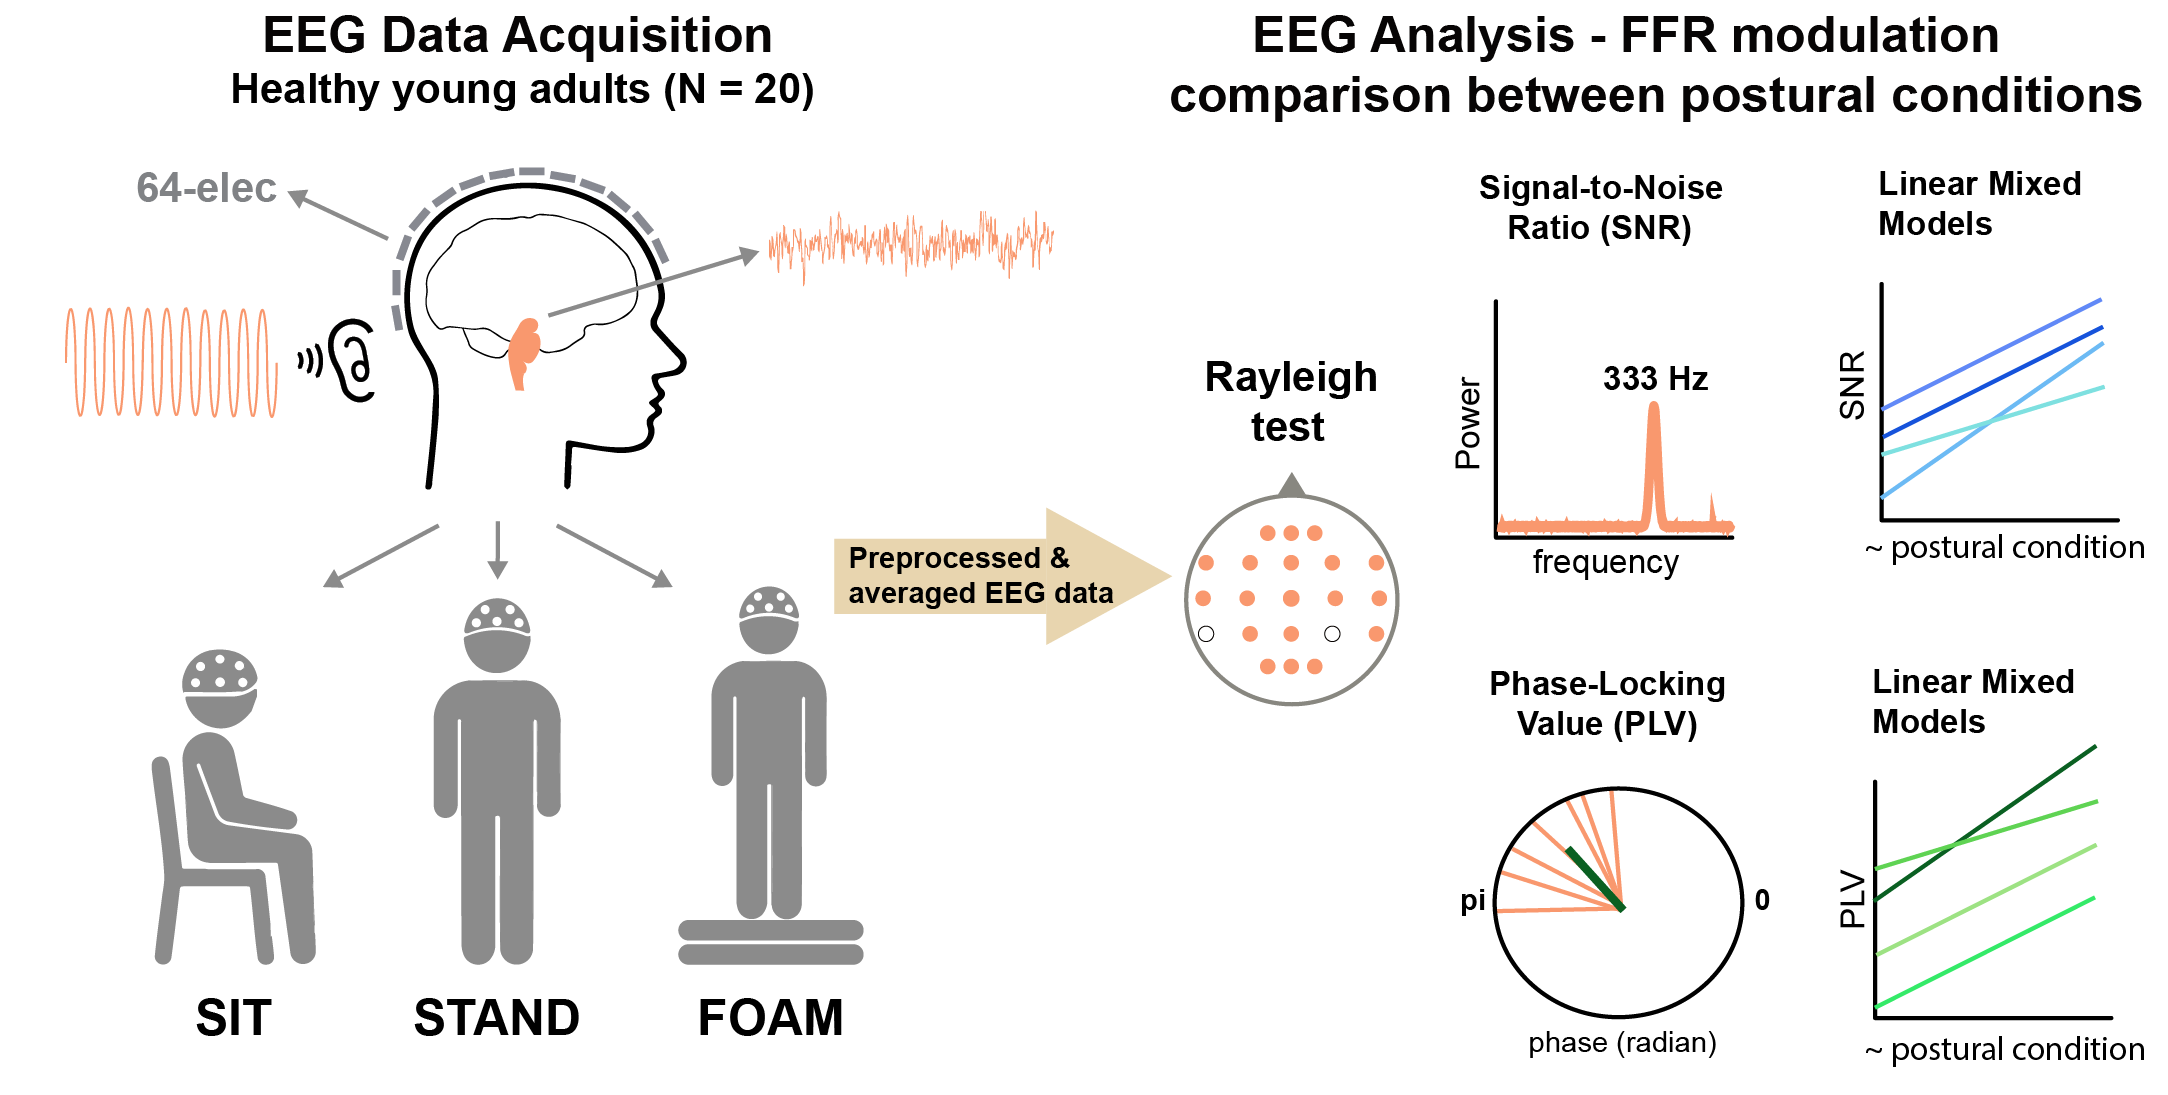 EEG Data Acquisition
Healthy young adults (N = 20)
64-elec
SIT
STAND
FOAM
Preprocessed &
averaged EEG data
EEG Analysis - FFR modulation
comparison between postural conditions
Rayleigh
test
Signal-to-Noise
Ratio (SNR)
Power
333 Hz
frequency
Linear Mixed
Models
SNR
~ postural condition
Phase-Locking
Value (PLV)
pi
0
phase (radian)
Linear Mixed
Models
PLV
~ postural condition